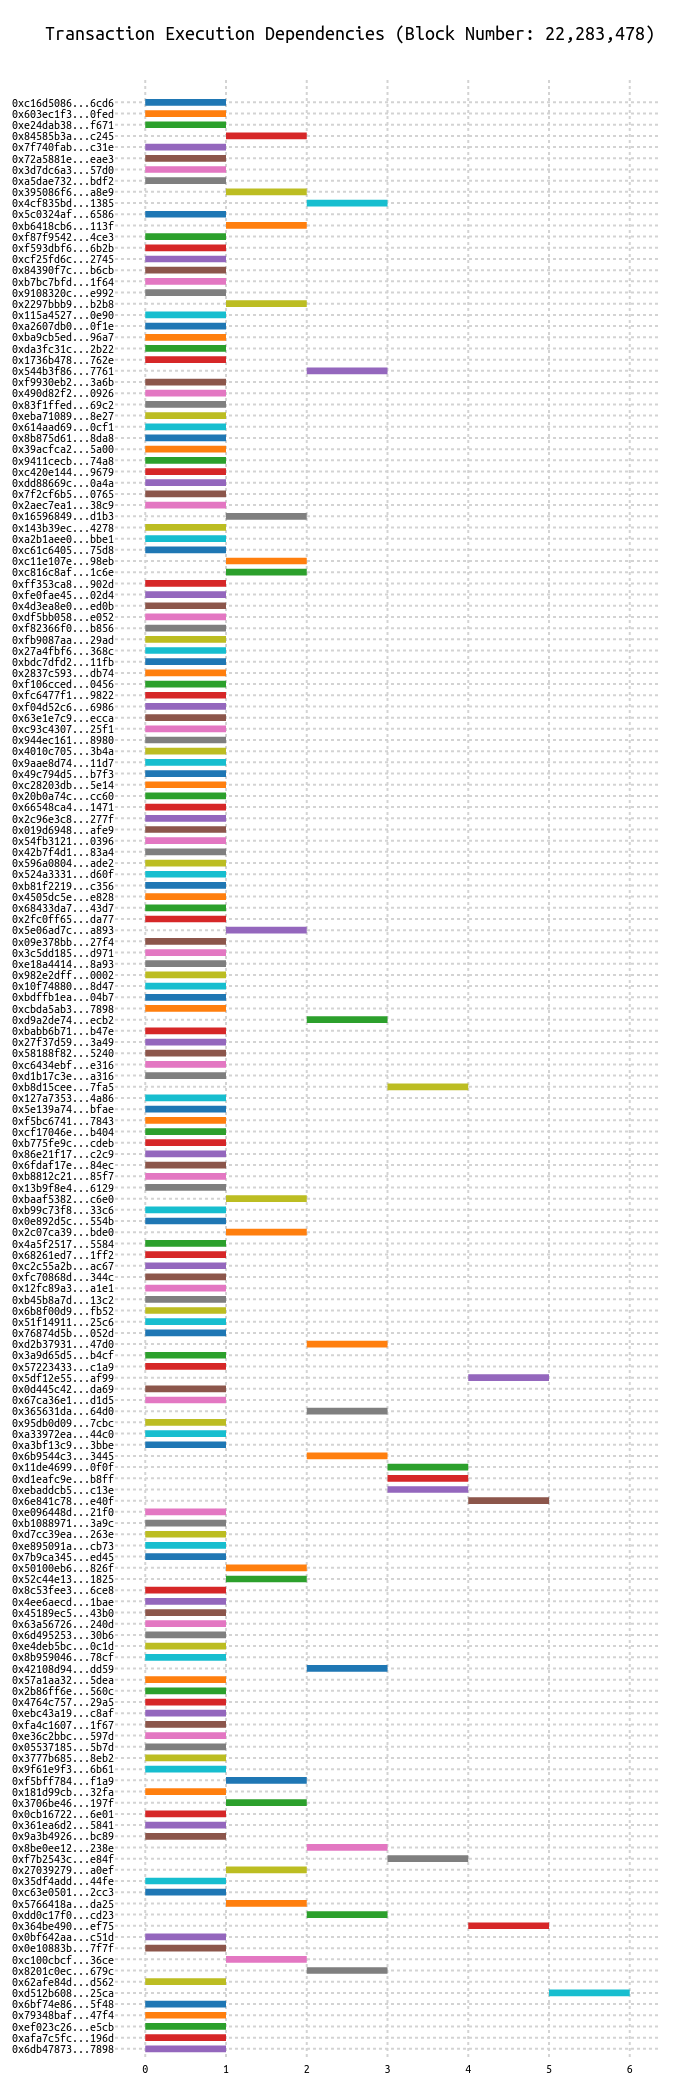 Transaction Execution Dependencies (Block Number: 22,283,478)
0xc16d5086...6cd6
0x603ec1f3...0fed
0xe24dab38...f671
0x84585b3a...c245
0x7f740fab...c31e
0x72a5881e...eae3
0x3d7dc6a3...57d0
0xa5dae732...bdf2
0x395086f6...a8e9
0x4cf835bd...1385
0x5c0324af...6586
0xb6418cb6...113f
0xf87f9542...4ce3
0xf593dbf6...6b2b
0xcf25fd6c...2745
0x84390f7c...b6cb
0xb7bc7bfd...1f64
0x9108320c...e992
0x2297bbb9...b2b8
0x115a4527...0e90
0xa2607db0...0f1e
0xba9cb5ed...96a7
0xda3fc31c...2b22
0x1736b478...762e
0x544b3f86...7761
0xf9930eb2...3a6b
0x490d82f2...0926
0x83f1ffed...69c2
0xeba71089...8e27
0x614aad69...0cf1
0x8b875d61...8da8
0x39acfca2...5a00
0x9411cecb...74a8
0xc420e144...9679
0xdd88669c...0a4a
0x7f2cf6b5...0765
0x2aec7ea1...38c9
0x16596849...d1b3
0x143b39ec...4278
0xa2b1aee0...bbe1
0xc61c6405...75d8
0xc11e107e...98eb
0xc816c8af...1c6e
0xff353ca8...902d
0xfe0fae45...02d4
0x4d3ea8e0...ed0b
0xdf5bb058...e052
0xf82366f0...b856
0xfb9087aa...29ad
0x27a4fbf6...368c
0xbdc7dfd2...11fb
0x2837c593...db74
0xf106cced...0456
0xfc6477f1...9822
0xf04d52c6...6986
0x63e1e7c9...ecca
0xc93c4307...25f1
0x944ec161...8980
0x4010c705...3b4a
0x9aae8d74...11d7
0x49c794d5...b7f3
0xc28203db...5e14
0x20b0a74c...cc60
0x66548ca4...1471
0x2c96e3c8...277f
0x019d6948...afe9
0x54fb3121...0396
0x42b7f4d1...83a4
0x596a0804...ade2
0x524a3331...d60f
0xb81f2219...c356
0x4505dc5e...e828
0x68433da7...43d7
0x2fc0ff65...da77
0x5e06ad7c...a893
0x09e378bb...27f4
0x3c5dd185...d971
0xe18a4414...8a93
0x982e2dff...0002
0x10f74880...8d47
0xbdffb1ea...04b7
0xcbda5ab3...7898
0xd9a2de74...ecb2
0xbabb6b71...b47e
0x27f37d59...3a49
0x58188f82...5240
0xc6434ebf...e316
0xd1b17c3e...a316
0xb8d15cee...7fa5
0x127a7353...4a86
0x5e139a74...bfae
0xf5bc6741...7843
0xcf17046e...b404
0xb775fe9c...cdeb
0x86e21f17...c2c9
0x6fdaf17e...84ec
0xb8812c21...85f7
0x13b9f8e4...6129
0xbaaf5382...c6e0
0xb99c73f8...33c6
0x0e892d5c...554b
0x2c07ca39...bde0
0x4a5f2517...5584
0x68261ed7...1ff2
0xc2c55a2b...ac67
0xfc70868d...344c
0x12fc89a3...a1e1
0xb45b8a7d...13c2
0x6b8f00d9...fb52
0x51f14911...25c6
0x76874d5b...052d
0xd2b37931...47d0
0x3a9d65d5...b4cf
0x57223433...c1a9
0x5df12e55...af99
0x0d445c42...da69
0x67ca36e1...d1d5
0x365631da...64d0
0x95db0d09...7cbc
0xa33972ea...44c0
0xa3bf13c9...3bbe
0x6b9544c3...3445
0x11de4699...0f0f
0xd1eafc9e...b8ff
0xebaddcb5...c13e
0x6e841c78...e40f
0xe096448d...21f0
0xb1088971...3a9c
0xd7cc39ea...263e
0xe895091a...cb73
0x7b9ca345...ed45
0x50100eb6...826f
0x52c44e13...1825
0x8c53fee3...6ce8
0x4ee6aecd...1bae
0x45189ec5...43b0
0x63a56726...240d
0x6d495253...30b6
0xe4deb5bc...0c1d
0x8b959046...78cf
0x42108d94...dd59
0x57a1aa32...5dea
0x2b86ff6e...560c
0x4764c757...29a5
0xebc43a19...c8af
0xfa4c1607...1f67
0xe36c2bbc...597d
0x05537185...5b7d
0x3777b685...8eb2
0x9f61e9f3...6b61
0xf5bff784...f1a9
0x181d99cb...32fa
0x3706be46...197f
0x0cb16722...6e01
0x361ea6d2...5841
0x9a3b4926...bc89
0x8be0ee12...238e
0xf7b2543c...e84f
0x27039279...a0ef
0x35df4add...44fe
0xc63e0501...2cc3
0x5766418a...da25
0xdd0c17f0...cd23
0x364be490...ef75
0x0bf642aa...c51d
0x0e10883b...7f7f
0xc100cbcf...36ce
0x8201c0ec...679c
0x62afe84d...d562
0xd512b608...25ca
0x6bf74e86...5f48
0x79348baf...47f4
0xef023c26...e5cb
0xafa7c5fc...196d
0x6db47873...7898
0 1 2 3 4 5 6